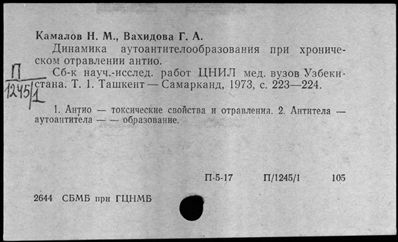 Камалов Н. М., Вахидова Г. А.
Динамика аутоантителообразования при хрониче-
ском отравлении антио.
Сб-к науч.-исслед. работ ЦНИЛ мед. вузов Узбеки-
стана. Т. 1. Ташкент — Самарканд, 1973, с. 223—224.
П
1245/1
1. Антио — токсические свойства и отравления. 2. Антитела —
аутоантитела — — образование.
П-5-17 П/1245/1 105
2644 СБМБ при ГЦНМБ